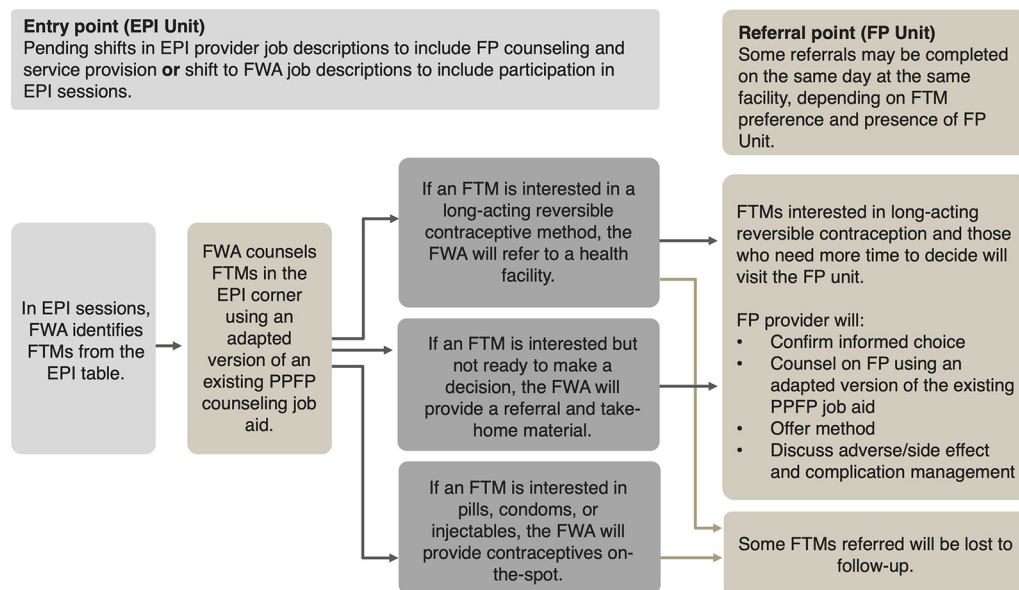 Entry point (EPI Unit)
Pending shifts in EPI provider job descriptions to include FP counseling and
service provision or shift to FWA job descriptions to include participation in
EPI sessions.
Referral point (FP Unit)
Some referrals may be completed
on the same day at the same
facility, depending on FTM
preference and presence of FP
Unit.
In EPI sessions,
FWA identifies
FTMs from the
EPI table.
FWA counsels
FTMs in the
EPI corner
using an
adapted
version of an
existing PPFP
counseling job
aid.
If an FTM is interested in a
long-acting reversible
contraceptive method, the
FWA will refer to a health
facility.
If an FTM is interested but
not ready to make a
decision, the FWA will
provide a referral and take-
home material.
If an FTM is interested in
pills, condoms, or
injectables, the FWA will
provide contraceptives on-
the-spot.
FTMs interested in long-acting
reversible contraception and those
who need more time to decide will
visit the FP unit.
FP provider will:
• Confirm informed choice
• Counsel on FP using an
adapted version of the existing
PPFP job aid
• Offer method
• Discuss adverse/side effect
and complication management
Some FTMs referred will be lost to
follow-up.